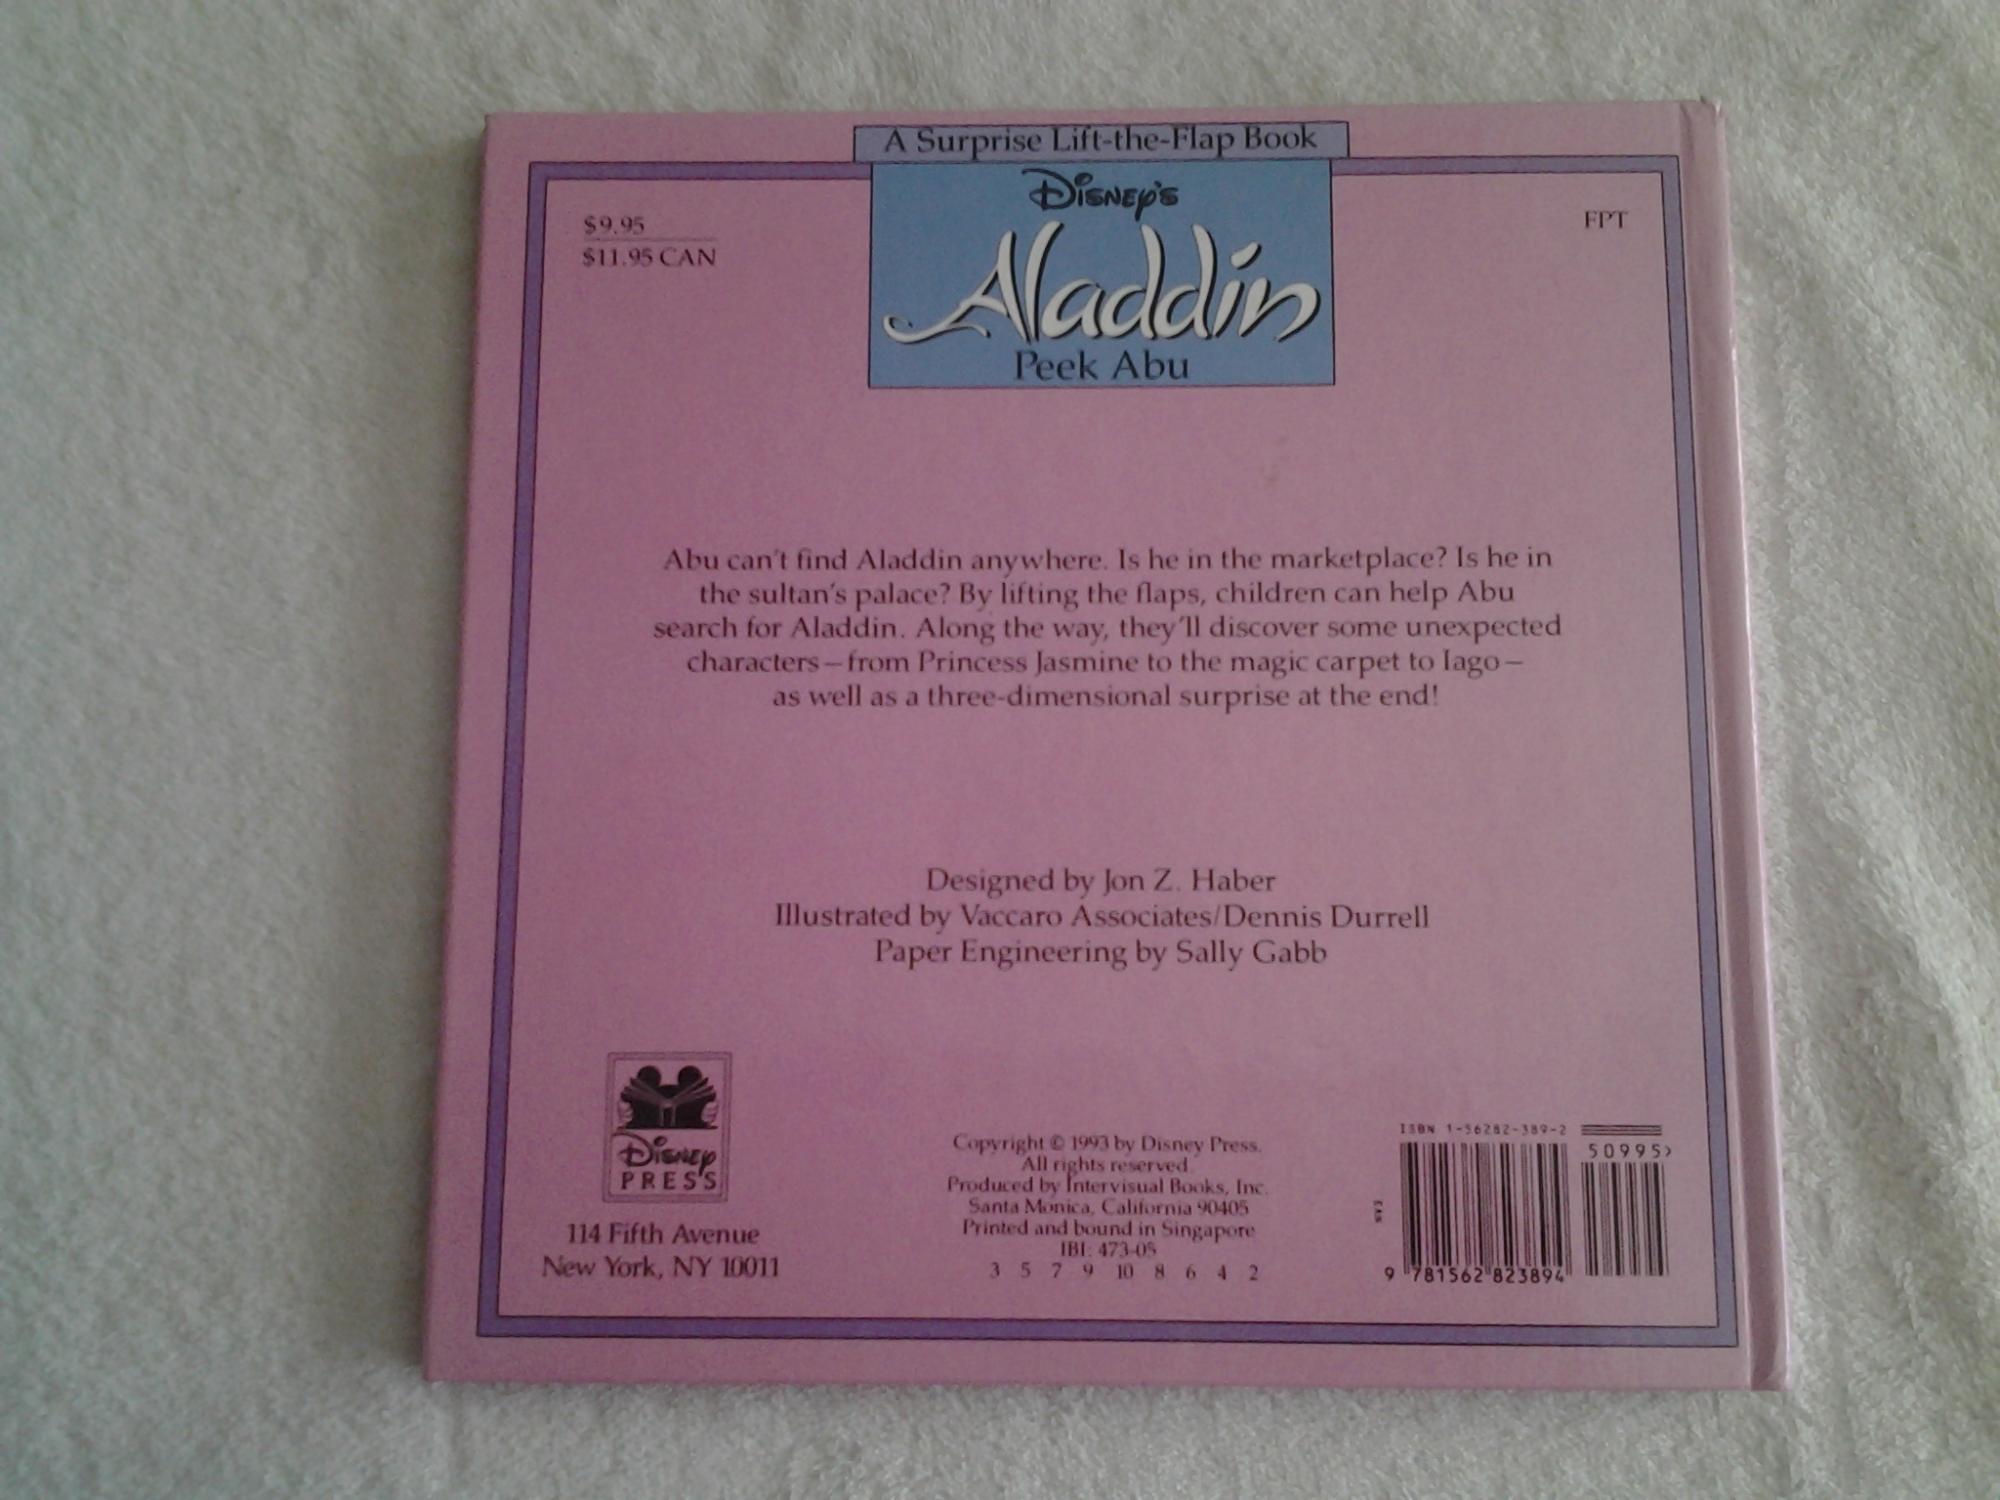 A Surprise Lift-the-Flap Book
Disney's
Aladdin
Peek Abu
$9.95
$11.95 CAN
FPT
Abu can't find Aladdin anywhere. Is he in the marketplace? Is he in
the sultan's palace? By lifting the flaps, children can help Abu
search for Aladdin. Along the way, they'll discover some unexpected
characters—from Princess Jasmine to the magic carpet to Iago—
as well as a three-dimensional surprise at the end!
Designed by Jon Z. Haber
Illustrated by Vaccaro Associates/Dennis Durrell
Paper Engineering by Sally Gabb
Disney
PRESS
114 Fifth Avenue
New York, NY 10011
Copyright © 1993 by Disney Press.
All rights reserved.
Produced by Intervisual Books, Inc.
Santa Monica, California 90405
Printed and bound in Singapore
IBI: 473-05
3 5 7 9 10 8 6 4 2
ISBN 1-56282-389-2
50995>
9 781562 823894